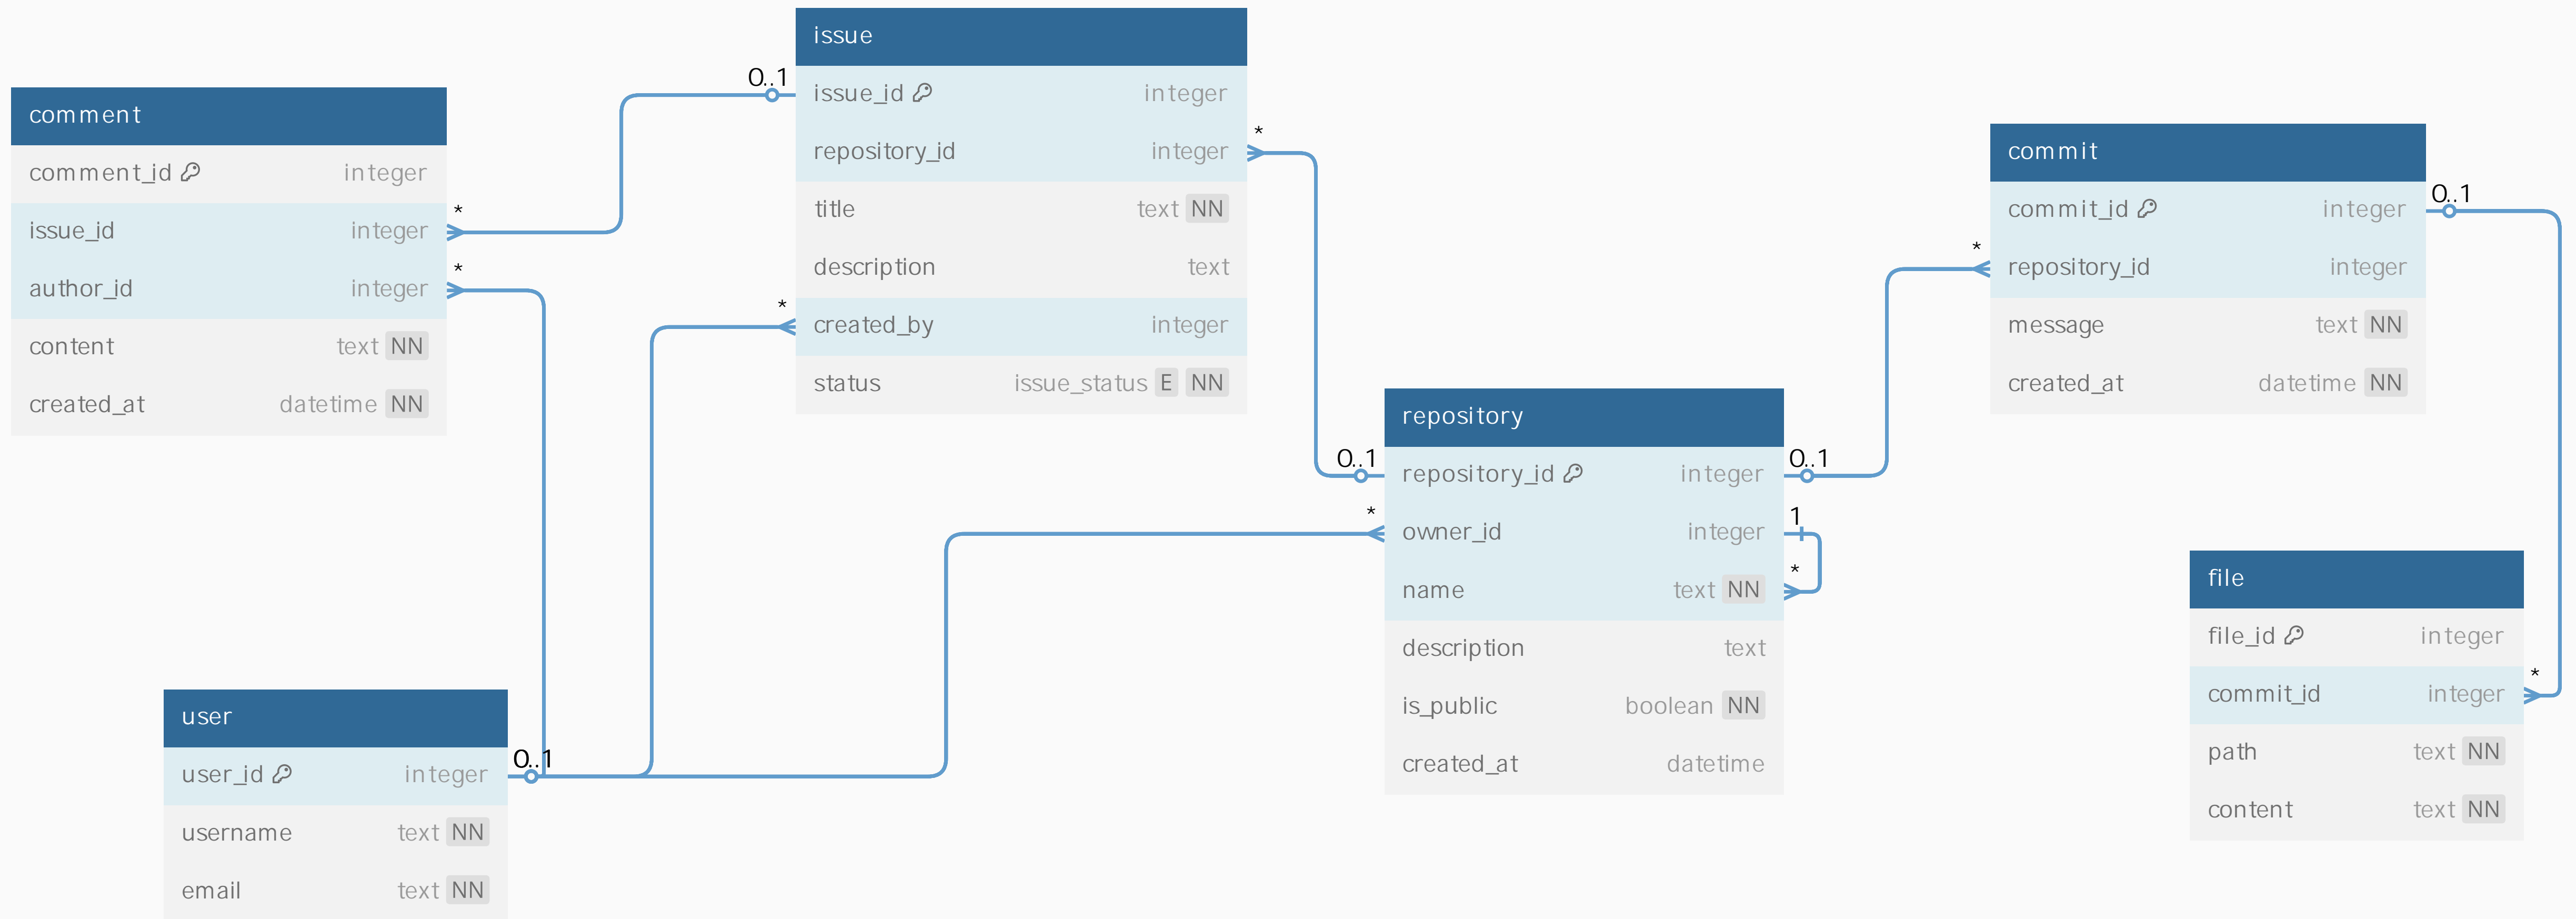 issue
issue_id integer
repository_id integer
title text NN
description text
created_by integer
status issue_status E NN
0..1
*
*
comment
comment_id integer
issue_id integer
author_id integer
content text NN
created_at datetime NN
*
*
commit
commit_id integer
repository_id integer
message text NN
created_at datetime NN
0..1
*
repository
repository_id integer
owner_id integer
name text NN
description text
is_public boolean NN
created_at datetime
0..1
0..1
*
1
*
file
file_id integer
commit_id integer
path text NN
content text NN
*
user
user_id integer
username text NN
email text NN
0..1